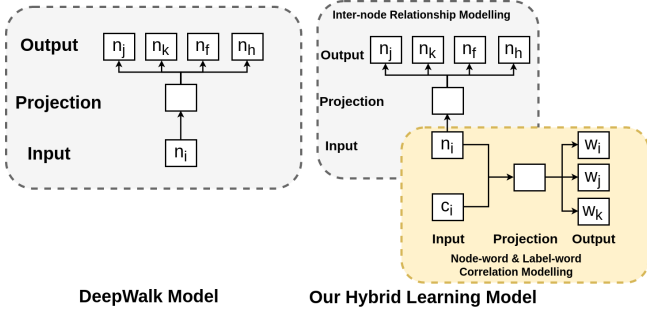 Output
n_j n_k n_f n_h
Projection
Input
n_i
DeepWalk Model
Inter-node Relationship Modelling
Output
n_j n_k n_f n_h
Projection
Input
n_i
c_i
w_i
w_j
w_k
Input Projection Output
Node-word & Label-word
Correlation Modelling
Our Hybrid Learning Model